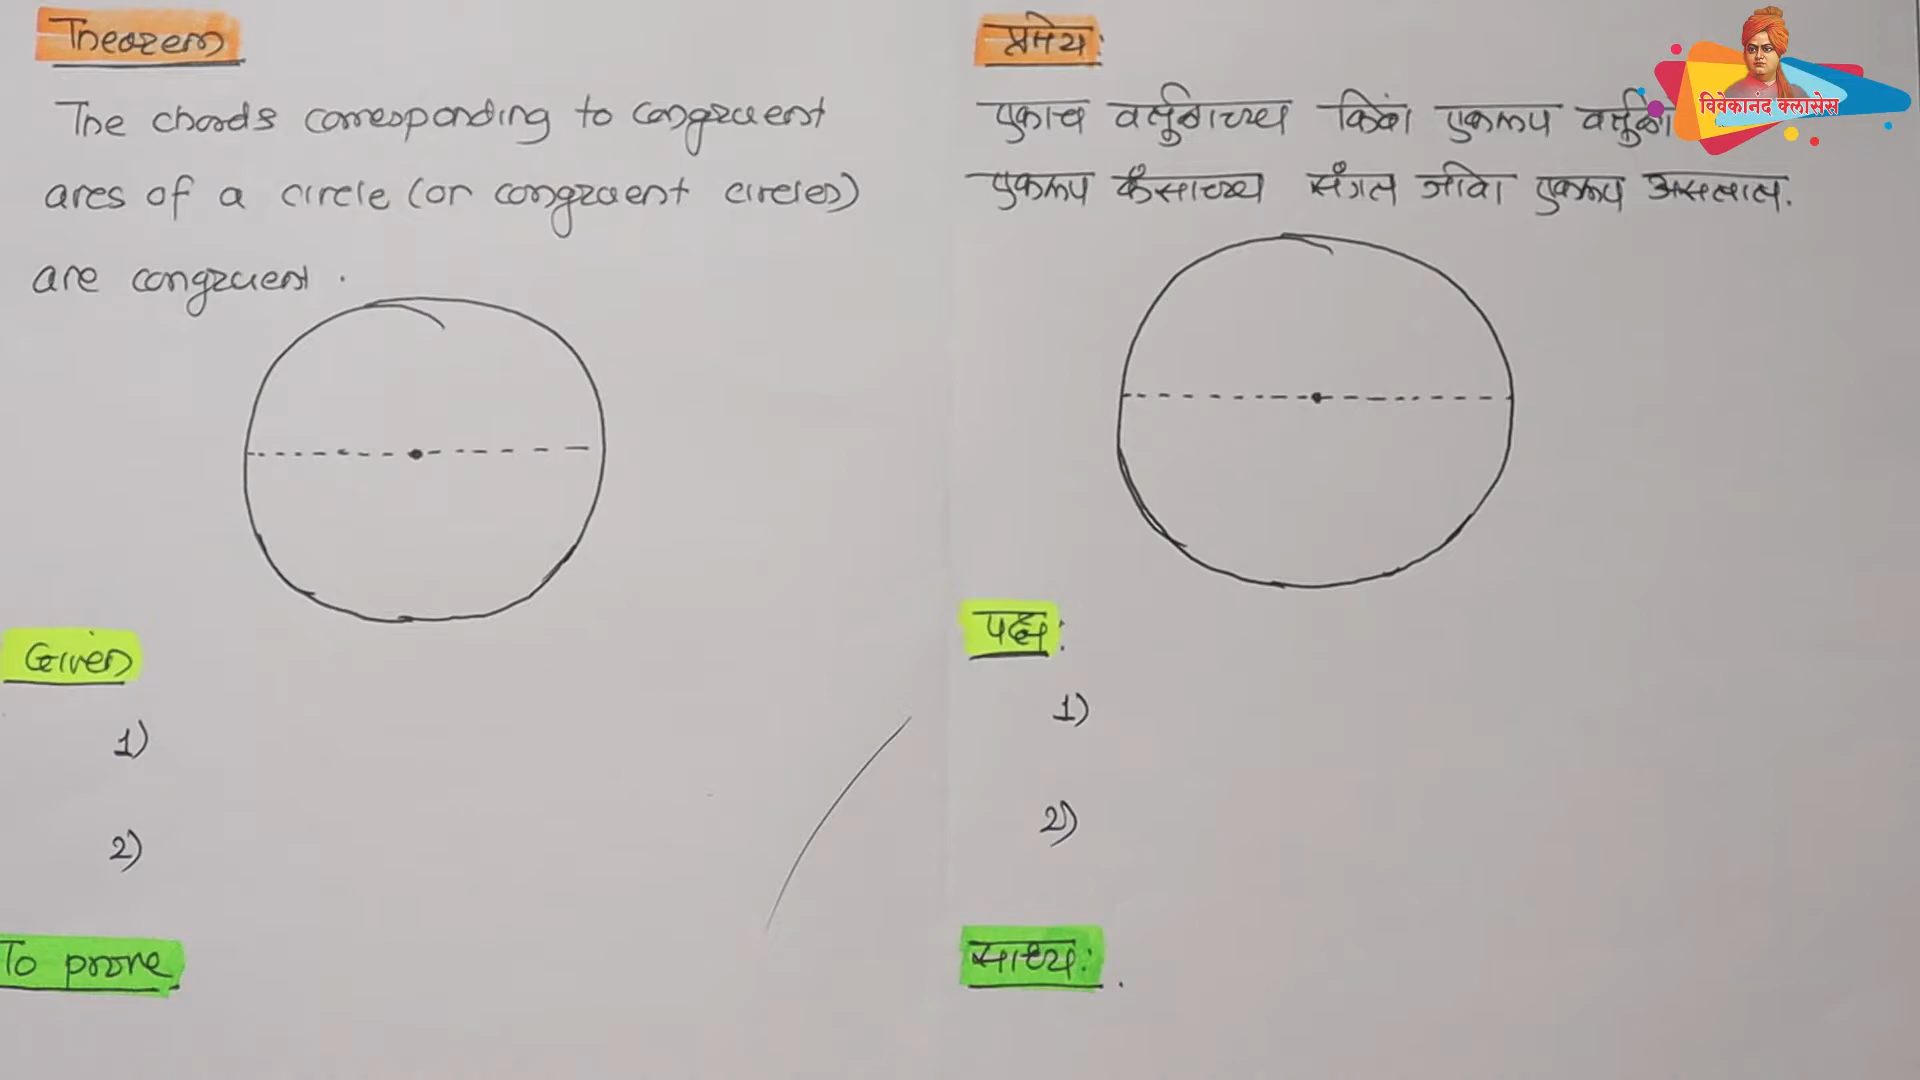 Theorem
The chords corresponding to congruent
arcs of a circle (or congruent circles)
are congruent.
Given
1)
2)
To prove
प्रमेय:
एकाच वर्तुळाच्या किंवा एकरूप
एकरूप कंसाच्या संगत जीवा एकरूप असतात.
पक्ष:
1)
2)
साध्य:
विवेकानंद क्लासेस